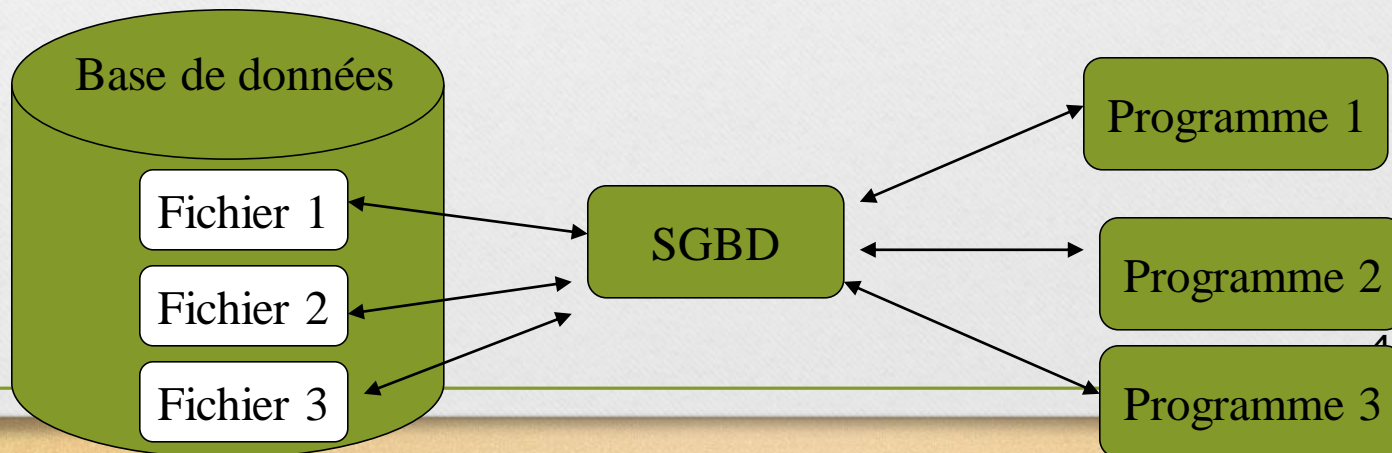 Base de données
Fichier 1
Fichier 2
Fichier 3
SGBD
Programme 1
Programme 2
Programme 3